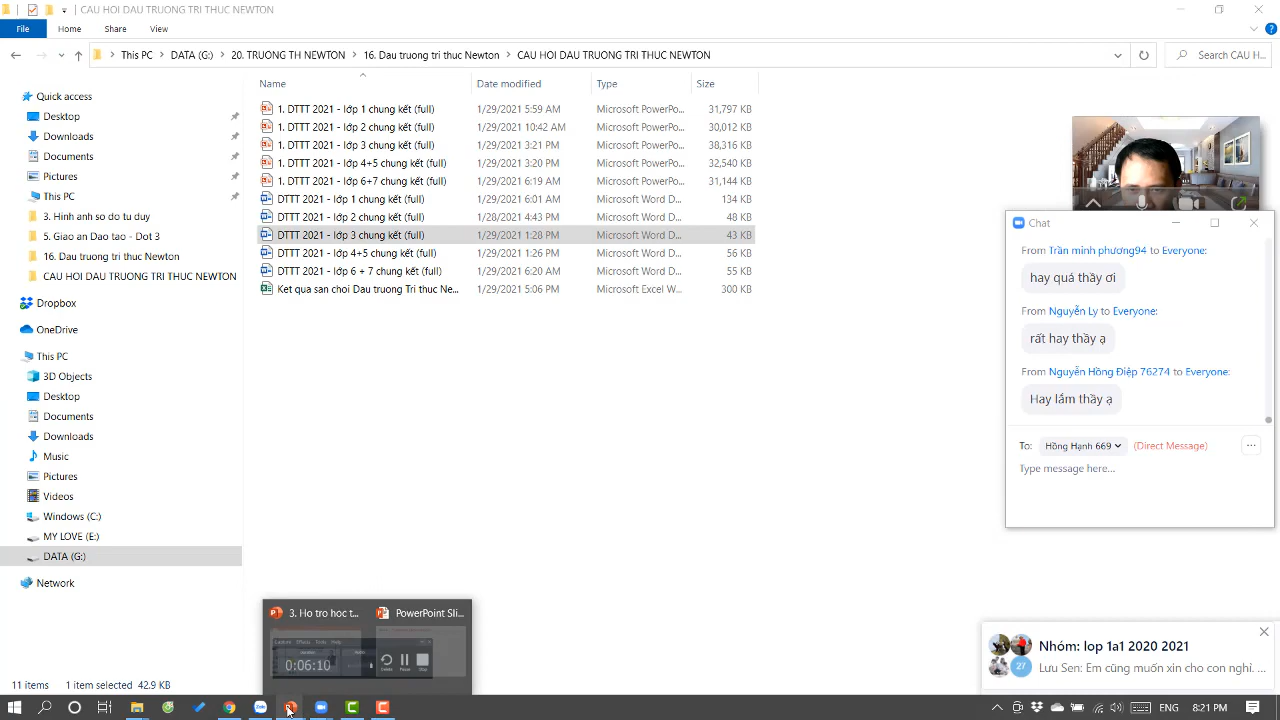 CAU HOI DAU TRUONG TRI THUC NEWTON
File Home Share View
This PC DATA (G:) 20. TRUONG TH NEWTON 16. Dau truong tri thuc Newton CAU HOI DAU TRUONG TRI THUC NEWTON Search CAU H...
Name Date modified Type Size
Quick access
Desktop
Downloads
Documents
Pictures
This PC
3. Hinh anh so do tu duy
5. Giao an Dao tao - Dot 3
16. Dau truong tri thuc Newton
CAU HOI DAU TRUONG TRI THUC NEWTON
Dropbox
OneDrive
This PC
3D Objects
Desktop
Documents
Downloads
Music
Pictures
Videos
Windows (C:)
MY LOVE (E:)
DATA (G:)
Network
1. DTTT 2021 - lớp 1 chung kết (full) 1/29/2021 5:59 AM Microsoft PowerPo... 31,797 KB
1. DTTT 2021 - lớp 2 chung kết (full) 1/29/2021 10:42 AM Microsoft PowerPo... 30,012 KB
1. DTTT 2021 - lớp 3 chung kết (full) 1/29/2021 3:21 PM Microsoft PowerPo... 38,316 KB
1. DTTT 2021 - lớp 4+5 chung kết (full) 1/29/2021 3:20 PM Microsoft PowerPo... 32,540 KB
1. DTTT 2021 - lớp 6+7 chung kết (full) 1/29/2021 6:19 AM Microsoft PowerPo... 31,144 KB
DTTT 2021 - lớp 1 chung kết (full) 1/29/2021 6:01 AM Microsoft Word D... 134 KB
DTTT 2021 - lớp 2 chung kết (full) 1/28/2021 4:43 PM Microsoft Word D... 48 KB
DTTT 2021 - lớp 3 chung kết (full) 1/29/2021 1:28 PM Microsoft Word D... 43 KB
DTTT 2021 - lớp 4+5 chung kết (full) 1/29/2021 1:26 PM Microsoft Word D... 56 KB
DTTT 2021 - lớp 6 + 7 chung kết (full) 1/29/2021 6:20 AM Microsoft Word D... 55 KB
Ket qua san choi Dau truong Tri thuc Ne... 1/29/2021 5:06 PM Microsoft Excel W... 300 KB
Chat
From Trần minh phương94 to Everyone:
hay quá thầy ơi
From Nguyễn Ly to Everyone:
rất hay thầy ạ
From Nguyễn Hồng Điệp 76274 to Everyone:
Hay lắm thầy ạ
To: Hồng Hạnh 669 (Direct Message)
Type message here...
3. Ho tro hoc t... PowerPoint Sli...
0:06:10
Pause Stop
27
Nhóm: lop 1a1 2020 2021
Lưu Sen: Em cũng muốn xin cho con nghỉ. ...
11 items 1 item selected 42.9 KB
Zalo
ENG 8:21 PM